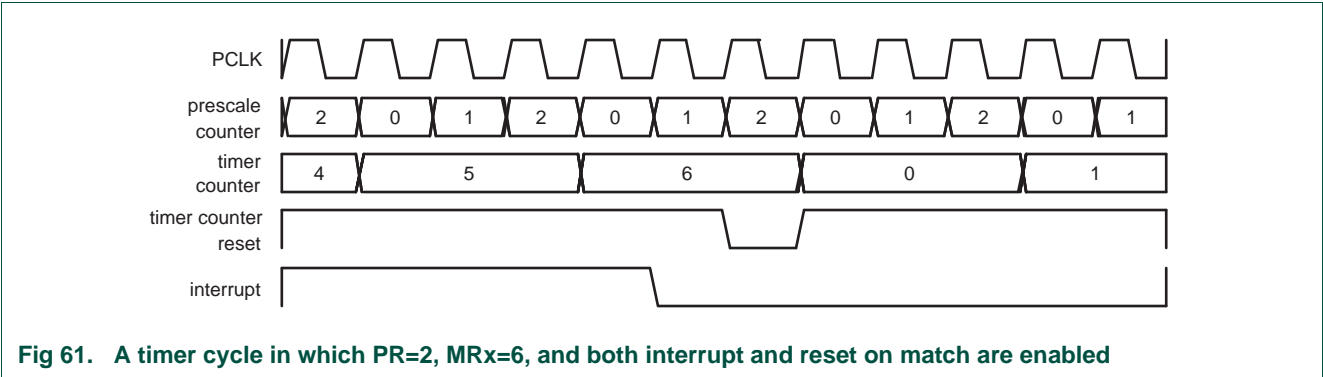 PCLK
prescale
counter
2 0 1 2 0 1 2 0 1 2 0 1
timer
counter
4 5 6 0 1
timer counter
reset
interrupt
Fig 61. A timer cycle in which PR=2, MRx=6, and both interrupt and reset on match are enabled